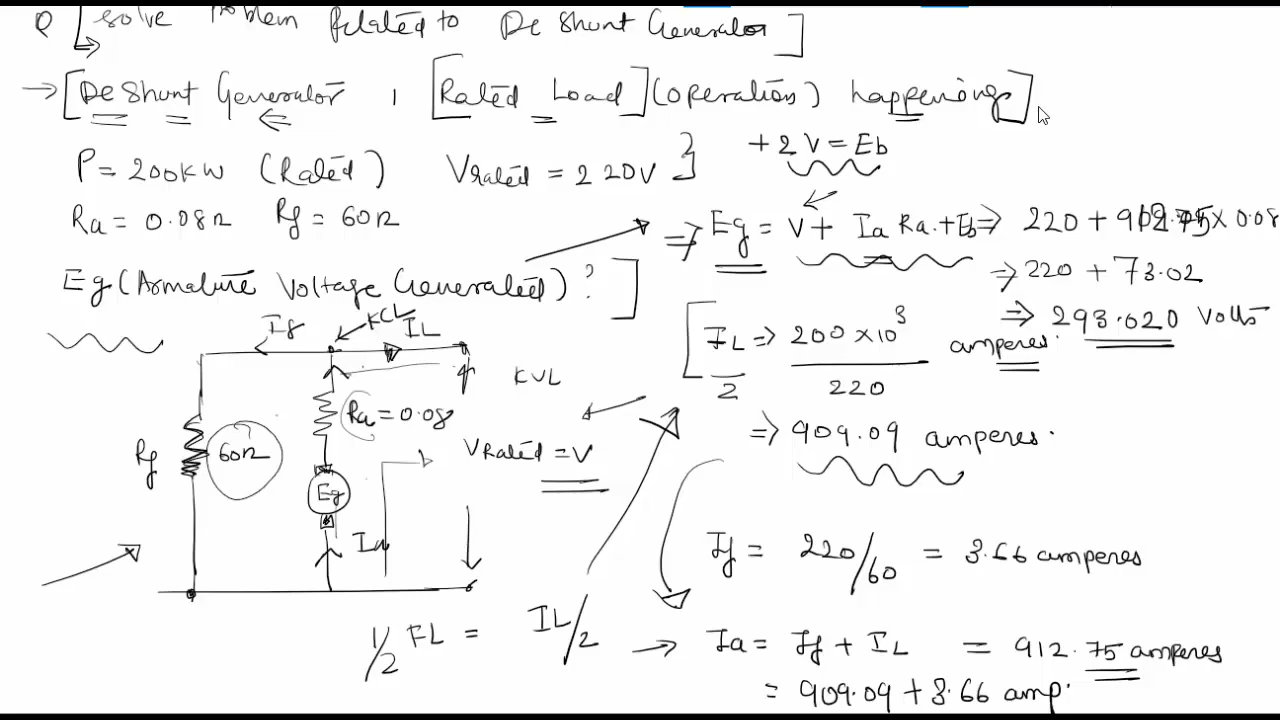 Q [solve Problem Related to Dc Shunt Generator]
→ [Dc Shunt Generator , [Rated Load] (operation) happening]
P = 200kW (Rated) Vrated = 220V }
Ra = 0.08Ω Rf = 60Ω
Eg (Armature Voltage Generated) ? ]
+ 2 V = Eb
⇒ Eg = V + Ia Ra + Eb ⇒ 220 + 912.75 × 0.08
⇒ 220 + 73.02
⇒ 293.020 Volts
[ IL/2 ⇒ 200 × 10³ / 220 amperes.
⇒ 909.09 amperes.
If = 220/60 = 3.66 amperes
→ Ia = If + IL = 912.75 amperes
= 909.09 + 3.66 amp.
If
KCL
IL
KVL
Ra = 0.08
Rf
60Ω
Vrated = V
Eg
Ia
1/2 FL = IL/2